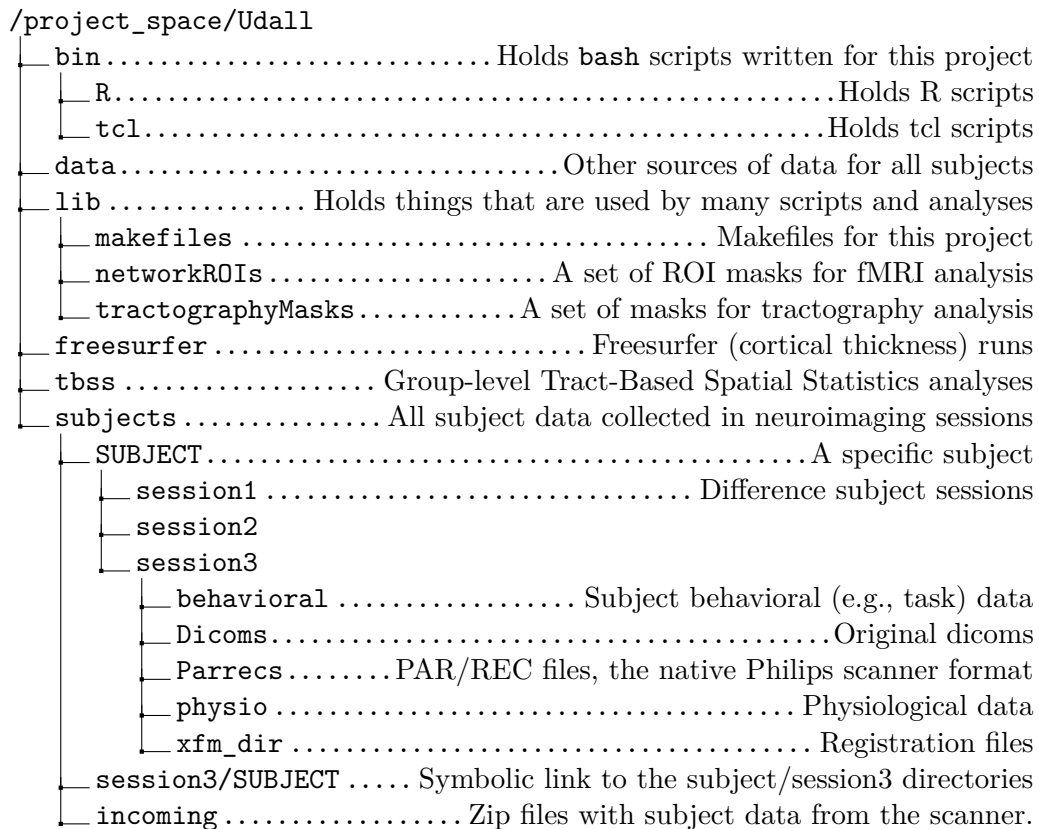 /project_space/Udall
bin..............................Holds bash scripts written for this project
R............................................................Holds R scripts
tcl.........................................................Holds tcl scripts
data..................................Other sources of data for all subjects
lib................Holds things that are used by many scripts and analyses
makefiles....................................Makefiles for this project
networkROIs......................A set of ROI masks for fMRI analysis
tractographyMasks.............A set of masks for tractography analysis
freesurfer.............................Freesurfer (cortical thickness) runs
tbss....................Group-level Tract-Based Spatial Statistics analyses
subjects................All subject data collected in neuroimaging sessions
SUBJECT..................................................A specific subject
session1..................................Difference subject sessions
session2
session3
behavioral...................Subject behavioral (e.g., task) data
Dicoms...............................................Original dicoms
Parrecs........PAR/REC files, the native Philips scanner format
physio............................................Physiological data
xfm_dir............................................Registration files
session3/SUBJECT.....Symbolic link to the subject/session3 directories
incoming..................Zip files with subject data from the scanner.